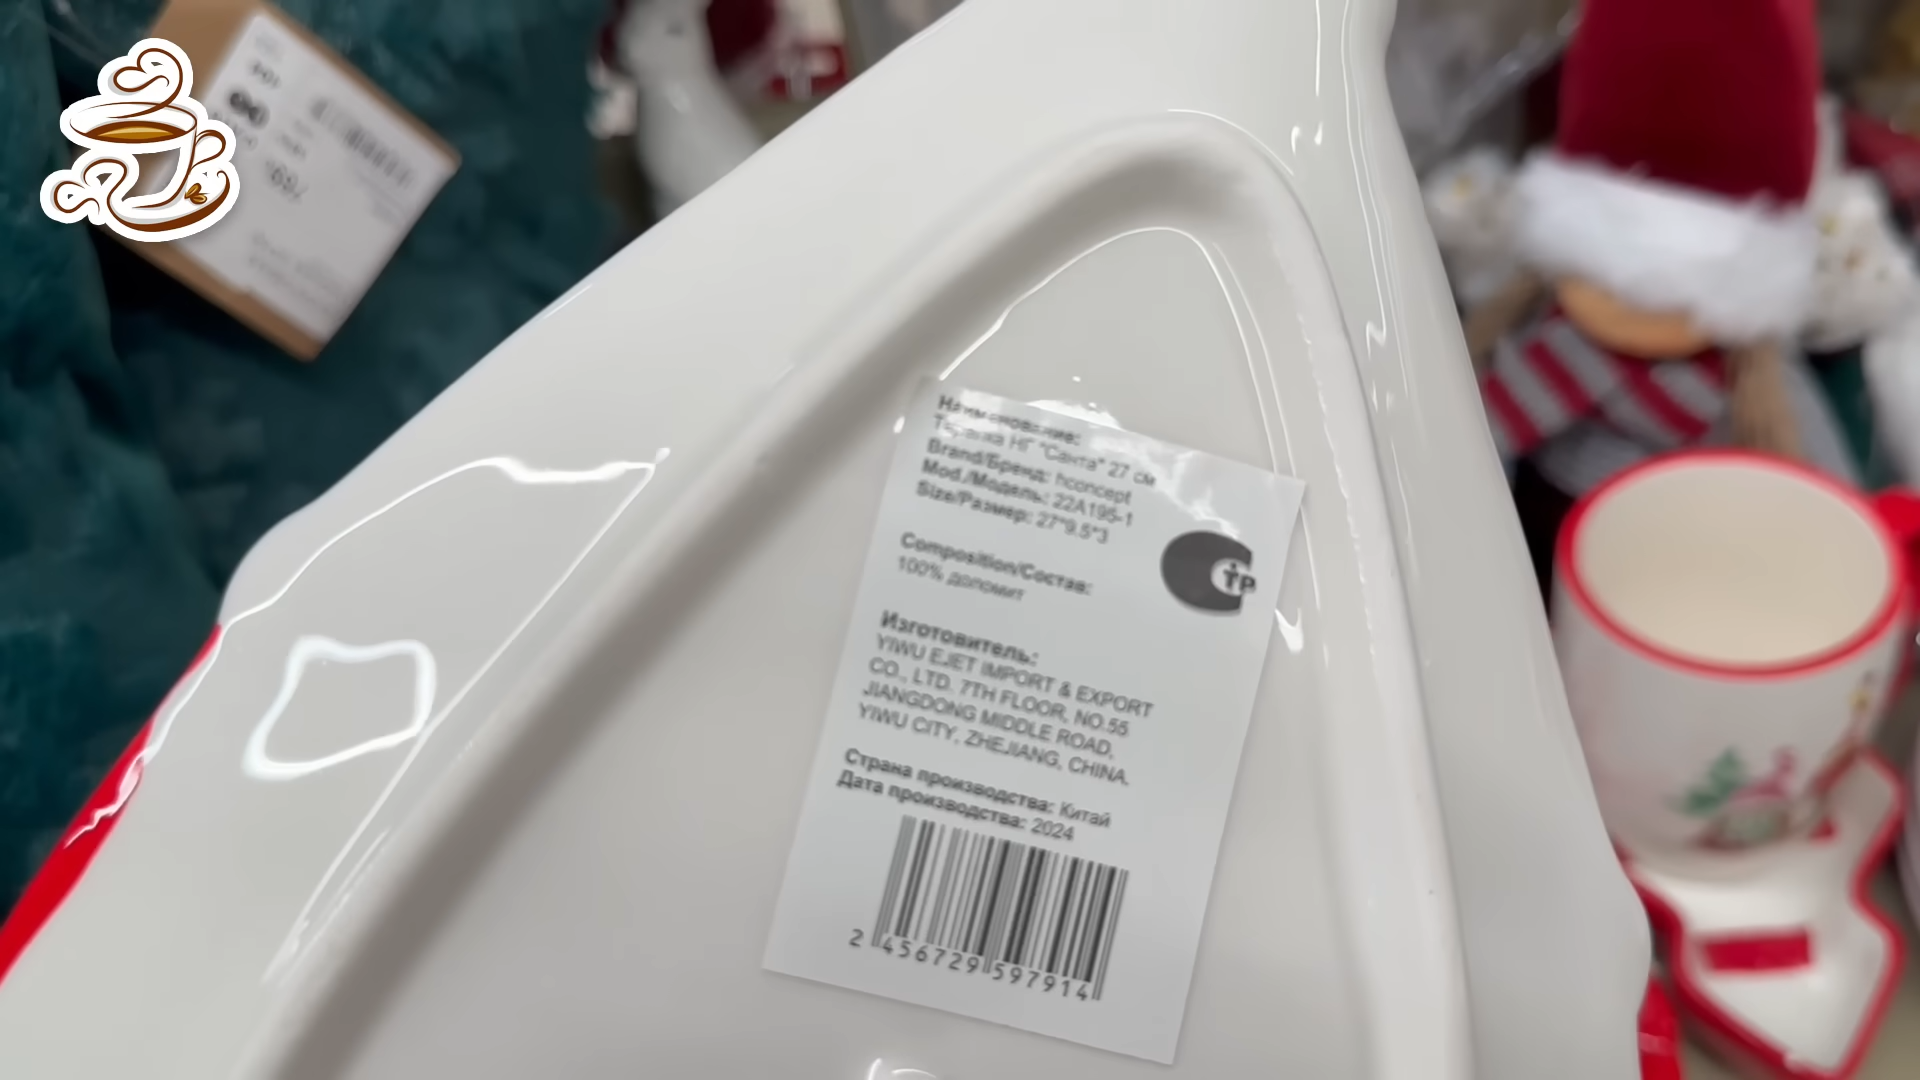 Наименование:
Тарелка НГ "Санта" 27 см
Brand/Бренд: hconcept
Mod./Модель: 22A195-1
Size/Размер: 27*9.5*3
Composition/Состав:
100% доломит
Изготовитель:
YIWU EJET IMPORT & EXPORT
CO., LTD. 7TH FLOOR, NO.55
JIANGDONG MIDDLE ROAD,
YIWU CITY, ZHEJIANG, CHINA.
Страна производства: Китай
Дата производства: 2024
2 456729 597914